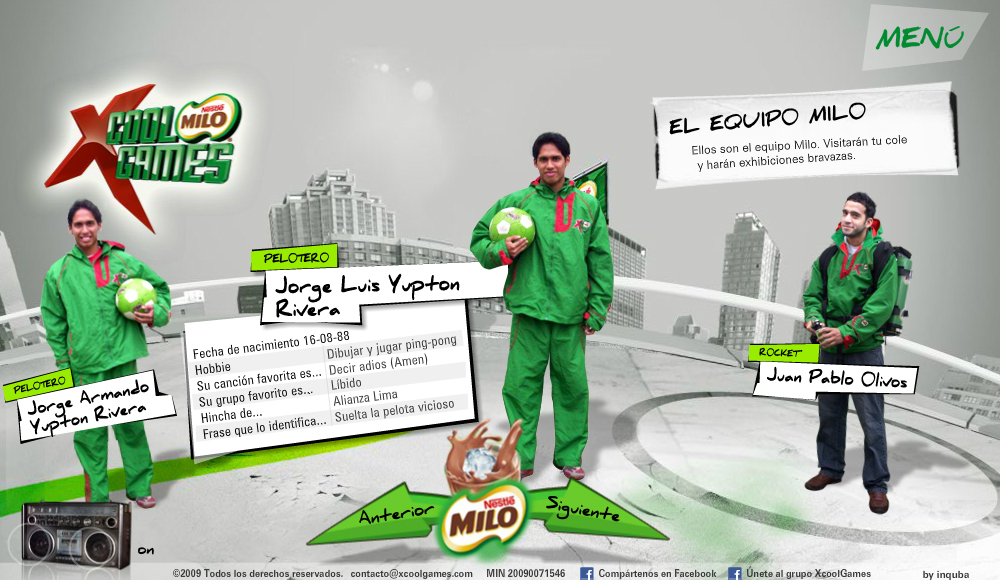 MENÚ
XCOOL
GAMES
Nestlé
MILO
EL EQUIPO MILO
Ellos son el equipo Milo. Visitarán tu cole
y harán exhibiciones bravazas.
PELOTERO
Jorge Luis Yupton
Rivera
Fecha de nacimiento 16-08-88
Hobbie Dibujar y jugar ping-pong
Su canción favorita es... Decir adios (Amen)
Su grupo favorito es... Líbido
Hincha de... Alianza Lima
Frase que lo identifica... Suelta la pelota vicioso
PELOTERO
Jorge Armando
Yupton Rivera
ROCKET
Juan Pablo Olivos
Anterior
Nestlé
MILO
Siguiente
on
©2009 Todos los derechos reservados. contacto@xcoolgames.com MIN 20090071546 Compártenos en Facebook Únete al grupo XcoolGames by inquba